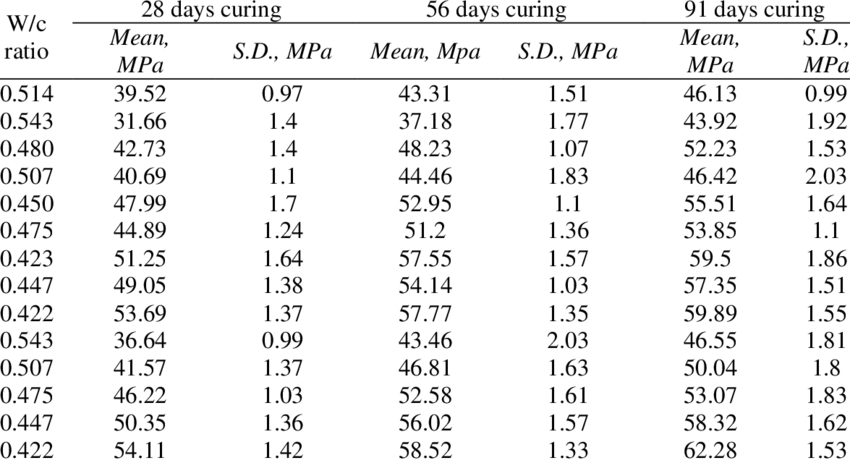 W/c ratio 28 days curing 56 days curing 91 days curing
Mean, MPa S.D., MPa Mean, Mpa S.D., MPa Mean, MPa S.D., MPa
0.514 39.52 0.97 43.31 1.51 46.13 0.99
0.543 31.66 1.4 37.18 1.77 43.92 1.92
0.480 42.73 1.4 48.23 1.07 52.23 1.53
0.507 40.69 1.1 44.46 1.83 46.42 2.03
0.450 47.99 1.7 52.95 1.1 55.51 1.64
0.475 44.89 1.24 51.2 1.36 53.85 1.1
0.423 51.25 1.64 57.55 1.57 59.5 1.86
0.447 49.05 1.38 54.14 1.03 57.35 1.51
0.422 53.69 1.37 57.77 1.35 59.89 1.55
0.543 36.64 0.99 43.46 2.03 46.55 1.81
0.507 41.57 1.37 46.81 1.63 50.04 1.8
0.475 46.22 1.03 52.58 1.61 53.07 1.83
0.447 50.35 1.36 56.02 1.57 58.32 1.62
0.422 54.11 1.42 58.52 1.33 62.28 1.53